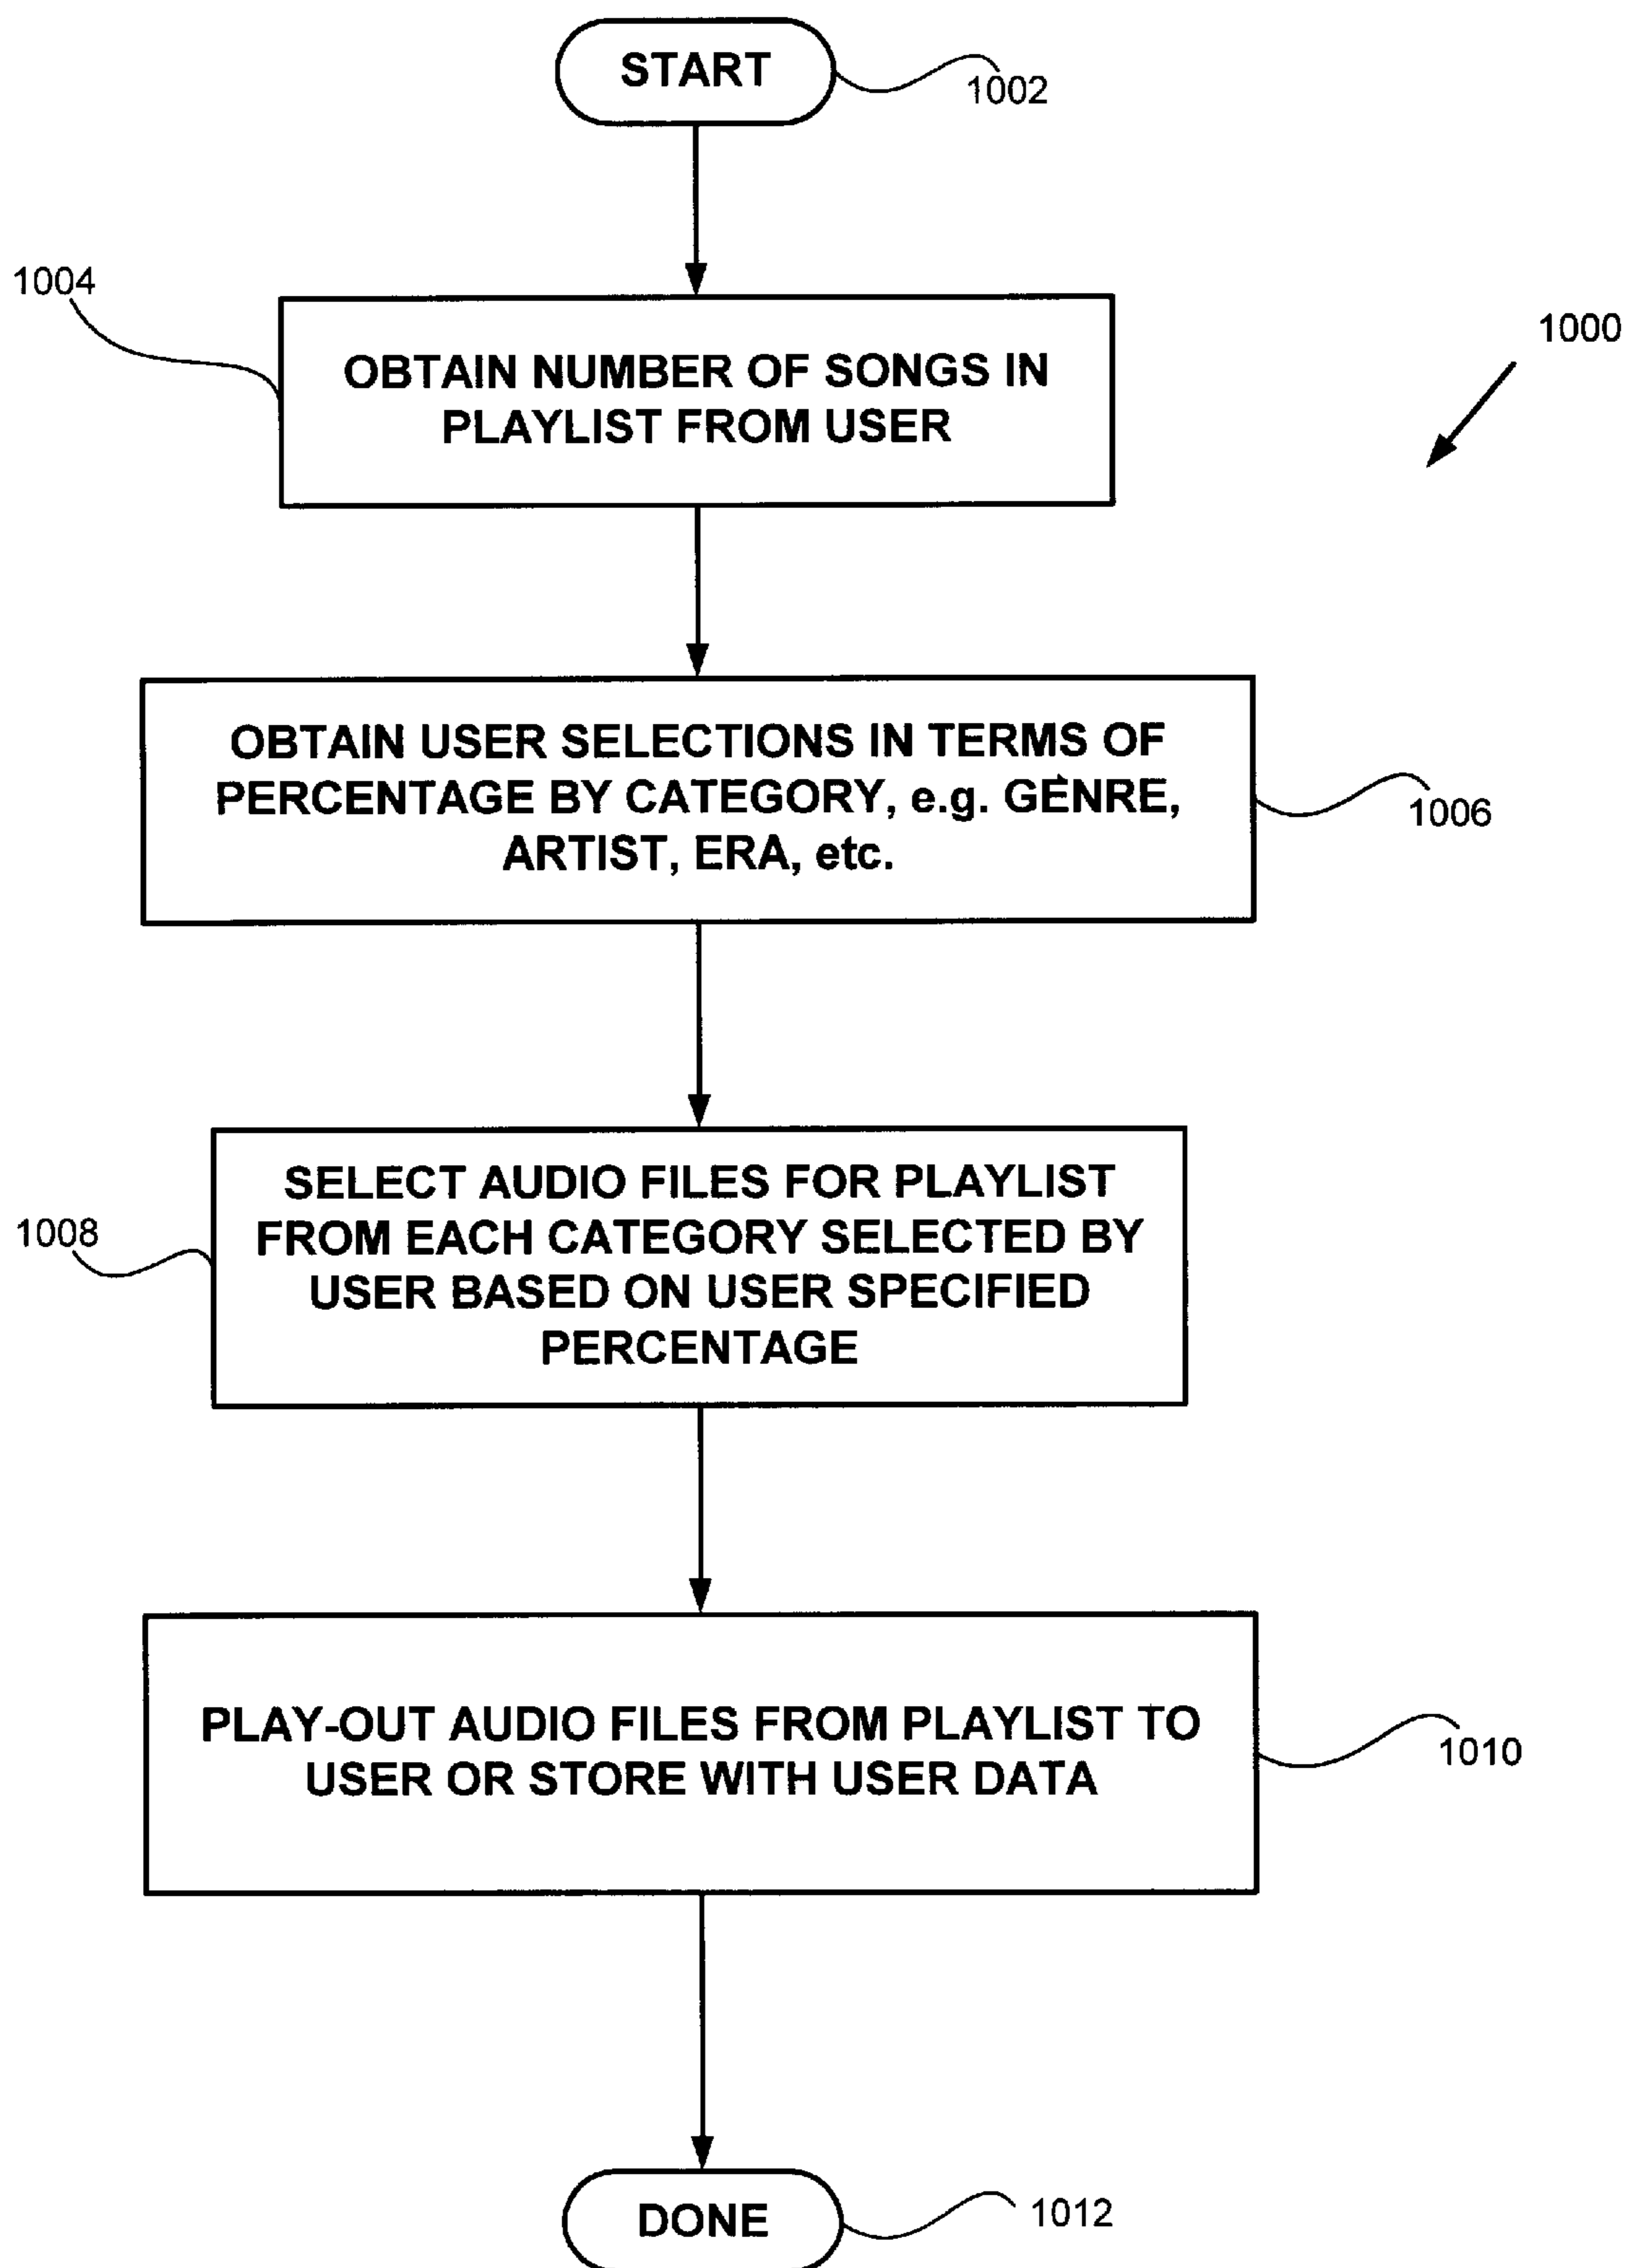 START
1002
1004
OBTAIN NUMBER OF SONGS IN
PLAYLIST FROM USER
1000
OBTAIN USER SELECTIONS IN TERMS OF
PERCENTAGE BY CATEGORY, e.g. GENRE,
ARTIST, ERA, etc.
1006
SELECT AUDIO FILES FOR PLAYLIST
FROM EACH CATEGORY SELECTED BY
USER BASED ON USER SPECIFIED
PERCENTAGE
1008
PLAY-OUT AUDIO FILES FROM PLAYLIST TO
USER OR STORE WITH USER DATA
1010
DONE
1012